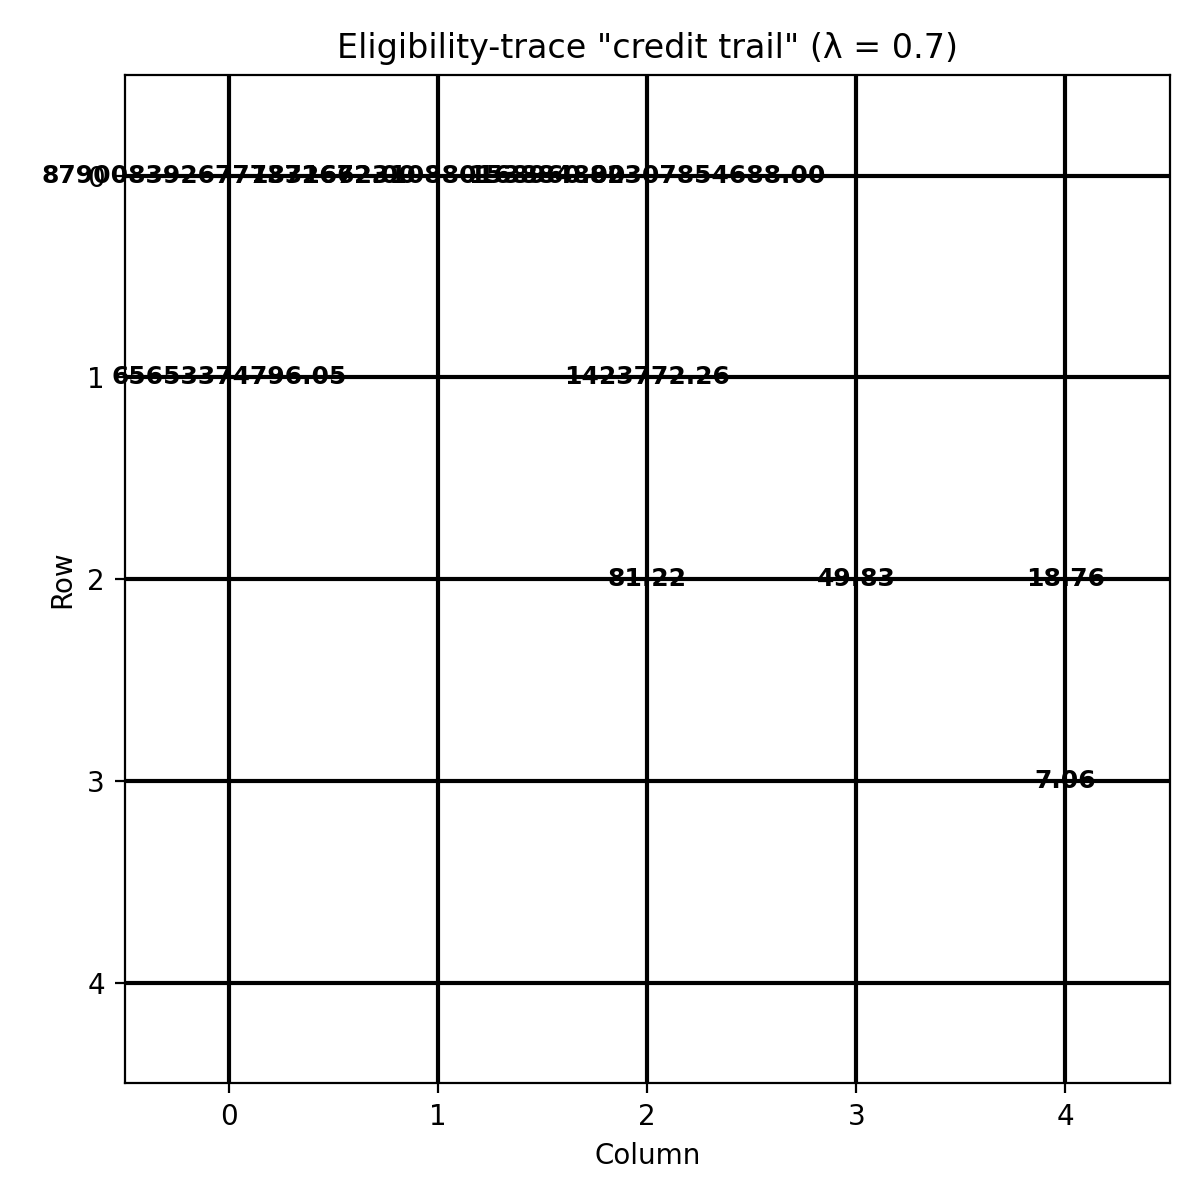 Eligibility-trace "credit trail" (λ = 0.7)
0
1 65653374796.05 1423772.26
2 81.22 49.83 18.76
3 7.06
4
0 1 2 3 4
Row
Column